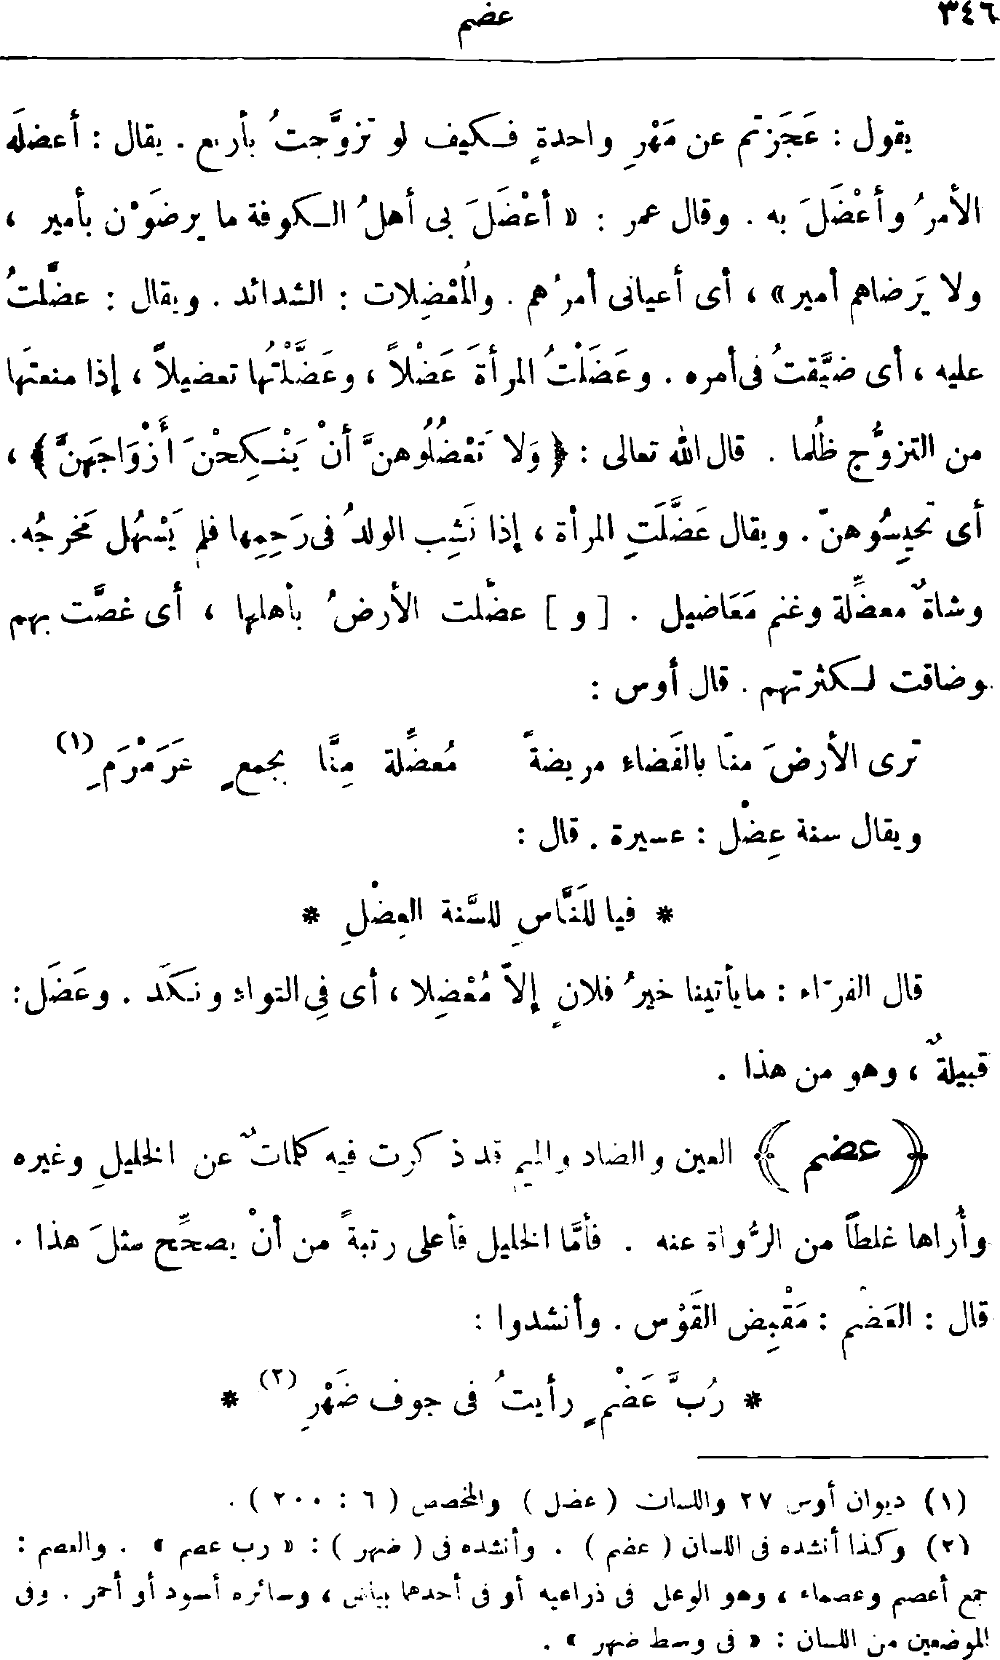 ٣٤٦
عضم
يقول : عَجَزتم عن مَهْرِ واحدةٍ فكيف لو تزوَّجتُ بأربع . يقال : أعضلَه
الأمرُ وأعْضَلَ به . وقال عمر : « أعْضَلَ بى أهلُ الكوفة ما يرضَوْن بأمير ،
ولا يَرضاهم أمير» ، أى أعيانى أمرُهم . والمُعْضِلات : الشدائد . ويقال : عضَّلتُ
عليه ، أى ضيَّقتُ فى أمره . وعَضَلْتُ المرأةَ عَضْلاً ، وعَضَّلْتُها تعضيلاً ، إذا منعتَها
من التزوُّج ظُلما . قال الله تعالى : ﴿ وَلَا تَعْضُلُوهنَّ أنْ يَنْكِحْنَ أَزْوَاجَهنَّ ﴾ ،
أى تحبِسُوهنّ . ويقال عَضَّلَتِ المرأة ، إذا نَشِب الولدُ فى رَحِمِها فلم يَسْهُل مَخرجُه.
وشاةٌ معضِّلة وغنم مَعَاضيل . [ و ] عضّلت الأرضُ بأهلها ، أى غصَّت بهم
وضاقت لكثرتهم . قال أوس :
ترى الأرضَ منّا بالفَضاء مريضةً مُعضِّلة مِنَّا بجمعٍ عَرَمْرَمِ (١)
ويقال سنة عِضْل : عسيرة . قال :
* فيا للَنَّاسِ للسَّنة العِضْلِ *
قال الفرّاء : ما يأتينا خيرُ فلانٍ إلاّ مُعْضِلا ، أى فِى التواء ونَكَد . وعَضَل :
قبيلةٌ ، وهو من هذا .
﴿ عضم ﴾ العين والضاد والميم قد ذكرت فيه كلماتٌ عن الخليلِ وغيره
وأُراها غلطاً من الرُّواة عنه . فأمَّا الخليل فأعلى رتبةً من أنْ يصحِّح مثلَ هذا .
قال : العَضْم : مَقْبِض القَوْس . وأنشدوا :
* رُبَّ عَضْمٍ رأيتُ فى جوف ضَهْرِ (٢) *
(١) ديوان أوس ٢٧ واللسان ( عضل ) والمخصص ( ٦ : ٢٠٠ ) .
(٢) وكذا أنشده فى اللسان ( عضم ) . وأنشده فى ( ضهر ) : « رب عصم » . والعصم :
جمع أعصم وعصماء ، وهو الوعل فى ذراعيه أو فى أحدهما بياض ، وسائره أسود أو أحمر . وفى
الموضعين من اللسان : « فى وسط ضهر » .